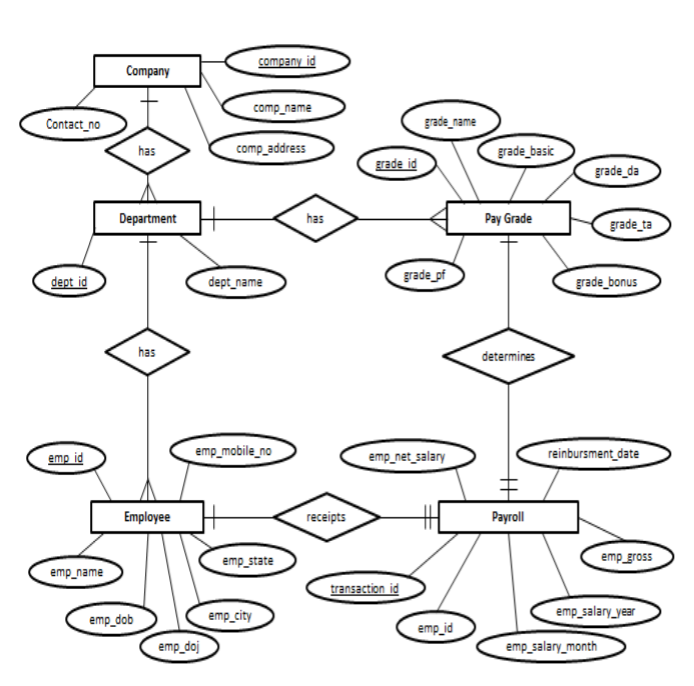 company_id
Company
comp_name
Contact_no
comp_address
has
grade_name
grade_basic
grade_id
grade_da
Department
has
Pay Grade
grade_ta
dept_id
dept_name
grade_pf
grade_bonus
has
determines
emp_id
emp_mobile_no
emp_net_salary
reinbursment_date
Employee
receipts
Payroll
emp_name
emp_state
emp_gross
transaction_id
emp_dob
emp_city
emp_doj
emp_id
emp_salary_year
emp_salary_month